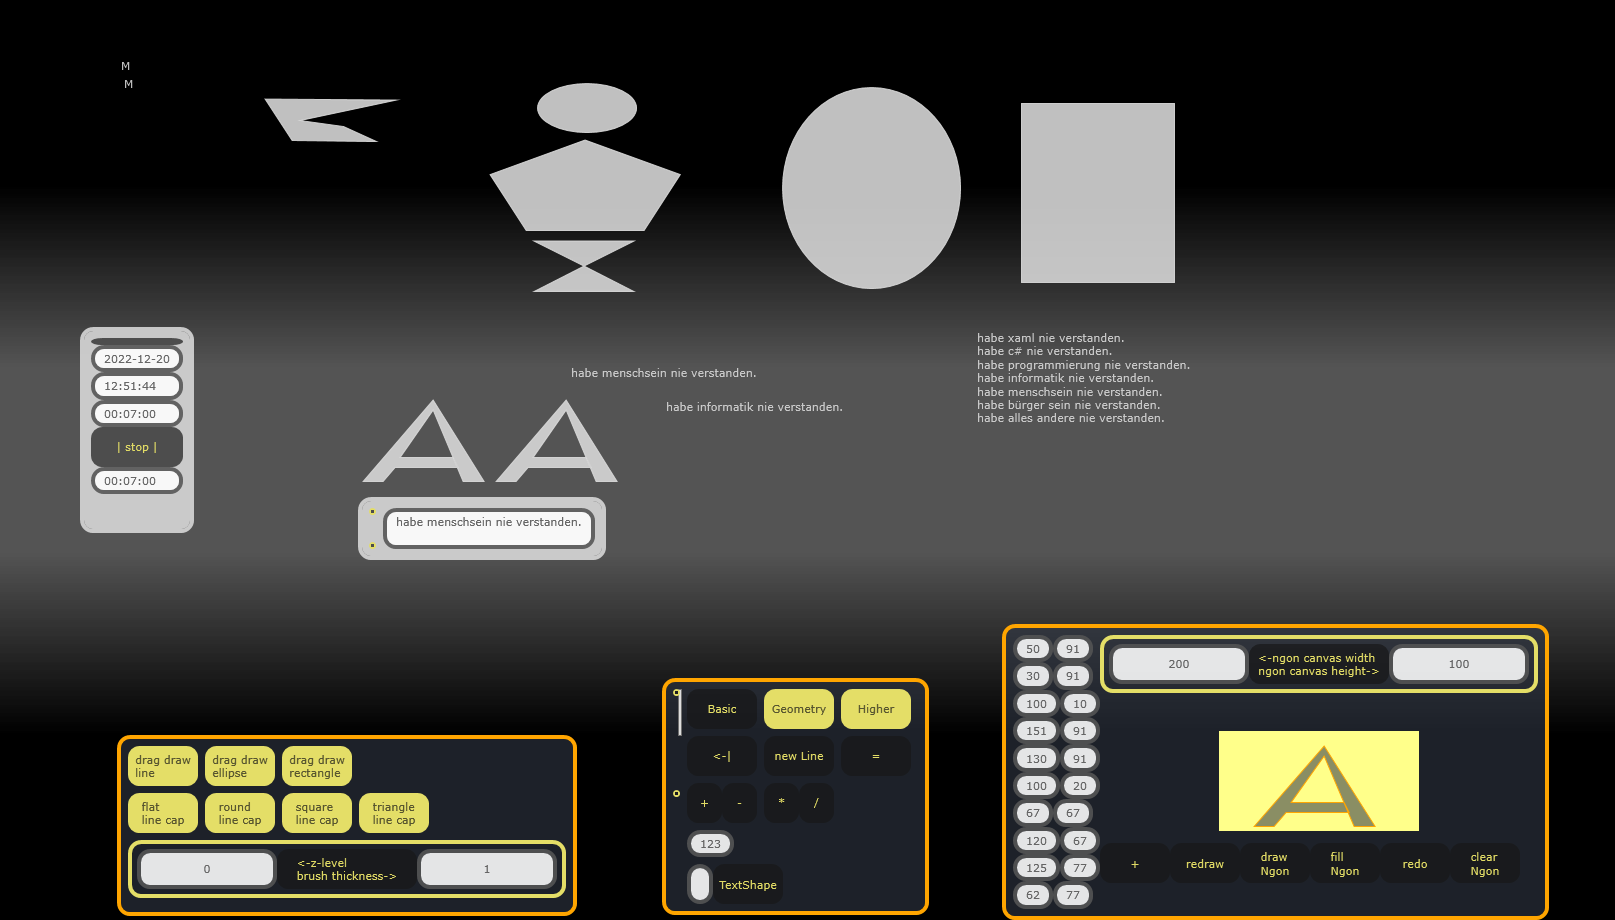 M
M
habe xaml nie verstanden.
habe c# nie verstanden.
habe programmierung nie verstanden.
habe informatik nie verstanden.
habe menschsein nie verstanden.
habe bürger sein nie verstanden.
habe alles andere nie verstanden.
2022-12-20
12:51:44
00:07:00
| stop |
00:07:00
habe menschsein nie verstanden.
habe informatik nie verstanden.
A A
habe menschsein nie verstanden.
drag draw line
drag draw ellipse
drag draw rectangle
flat line cap
round line cap
square line cap
triangle line cap
0
<-z-level
brush thickness->
1
Basic Geometry Higher
<-| new Line =
+ - * /
123
TextShape
50 91
30 91
100 10
151 91
130 91
100 20
67 67
120 67
125 77
62 77
200
<-ngon canvas width
ngon canvas height->
100
A
+ redraw draw Ngon fill Ngon redo clear Ngon